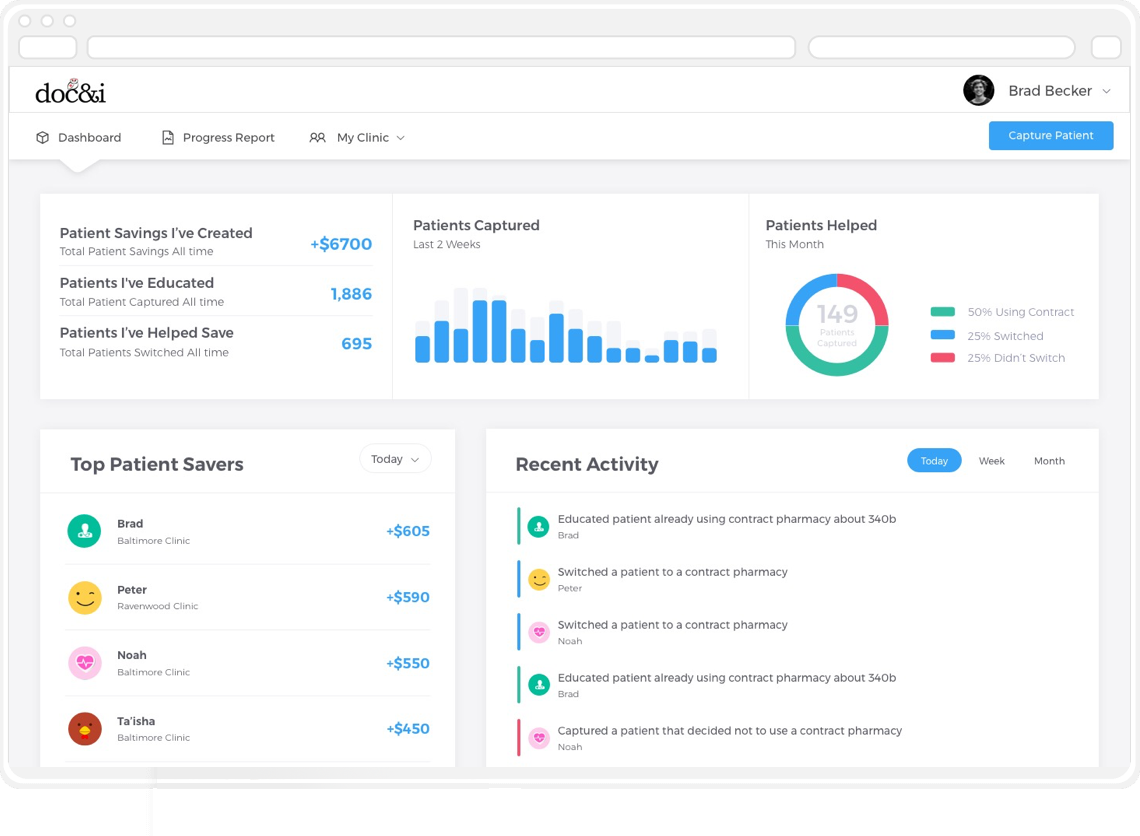 doc&i
Brad Becker
Dashboard
Progress Report
My Clinic
Capture Patient
Patient Savings I’ve Created
Total Patient Savings All time
+$6700
Patients I've Educated
Total Patient Captured All time
1,886
Patients I’ve Helped Save
Total Patients Switched All time
695
Patients Captured
Last 2 Weeks
Patients Helped
This Month
149
Patients
Captured
50% Using Contract
25% Switched
25% Didn’t Switch
Top Patient Savers
Today
Brad
Baltimore Clinic
+$605
Peter
Ravenwood Clinic
+$590
Noah
Baltimore Clinic
+$550
Ta’isha
Baltimore Clinic
+$450
Recent Activity
Today
Week
Month
Educated patient already using contract pharmacy about 340b
Brad
Switched a patient to a contract pharmacy
Peter
Switched a patient to a contract pharmacy
Noah
Educated patient already using contract pharmacy about 340b
Brad
Captured a patient that decided not to use a contract pharmacy
Noah